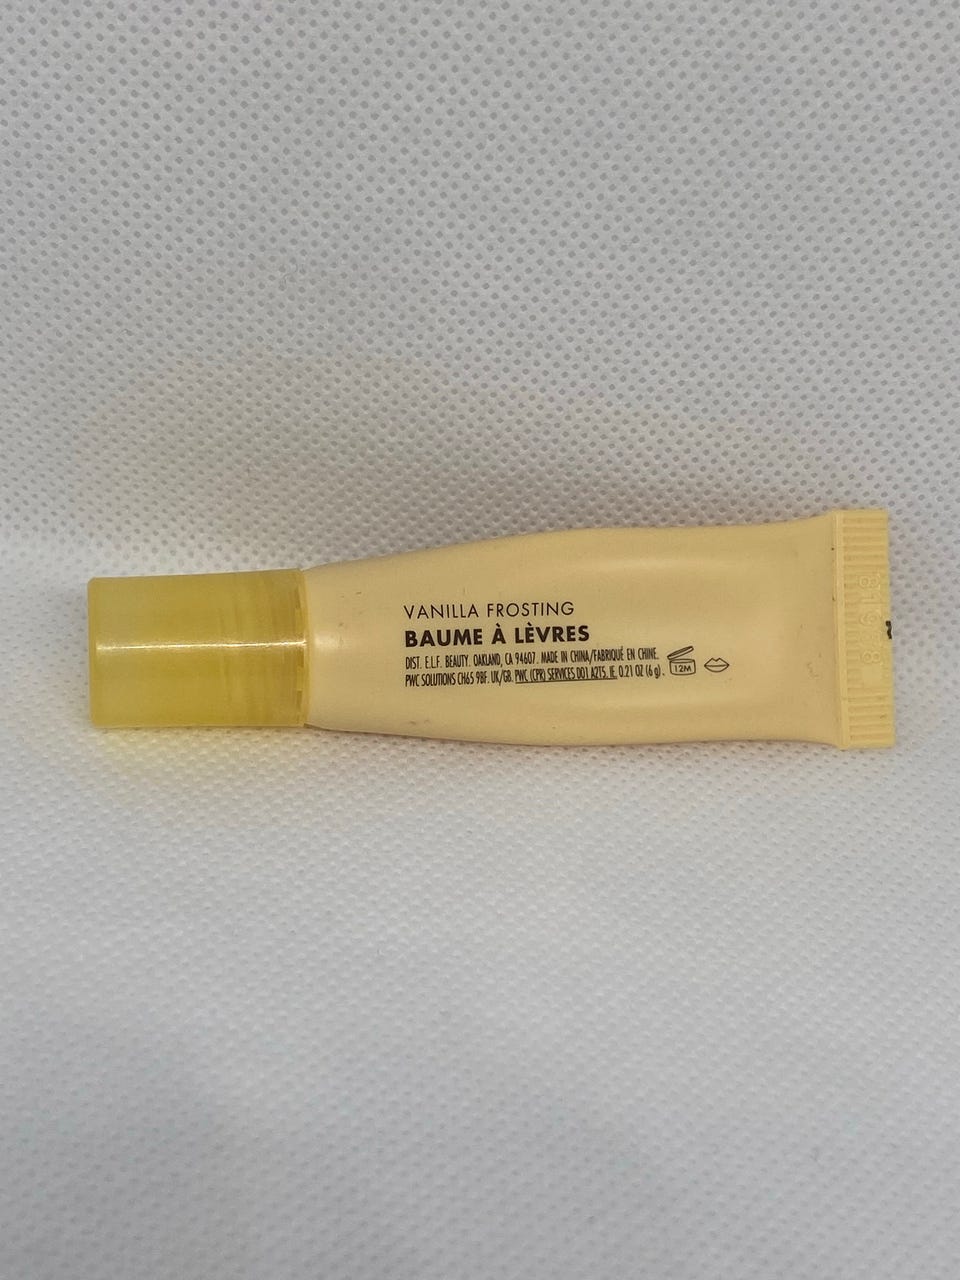 VANILLA FROSTING
BAUME À LÈVRES
DIST. E.L.F. BEAUTY. OAKLAND, CA 94607. MADE IN CHINA/FABRIQUÉ EN CHINE.
PWC SOLUTIONS CH65 9BF. UK/GB. PWC (CPR) SERVICES D01 A2T5. IE. 0.21 OZ (6 g).
12M